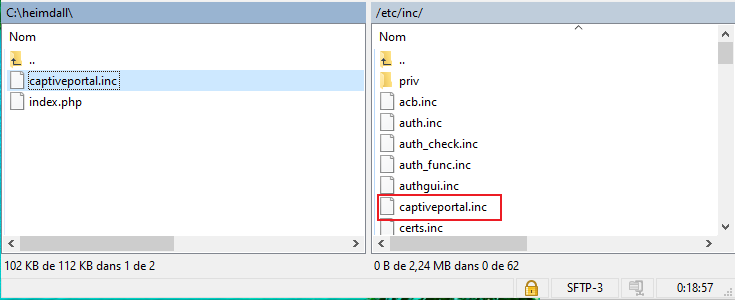 C:\heimdall\
Nom
..
captiveportal.inc
index.php
102 KB de 112 KB dans 1 de 2
/etc/inc/
Nom
..
priv
acb.inc
auth.inc
auth_check.inc
auth_func.inc
authgui.inc
captiveportal.inc
certs.inc
0 B de 2,24 MB dans 0 de 62
SFTP-3
0:18:57